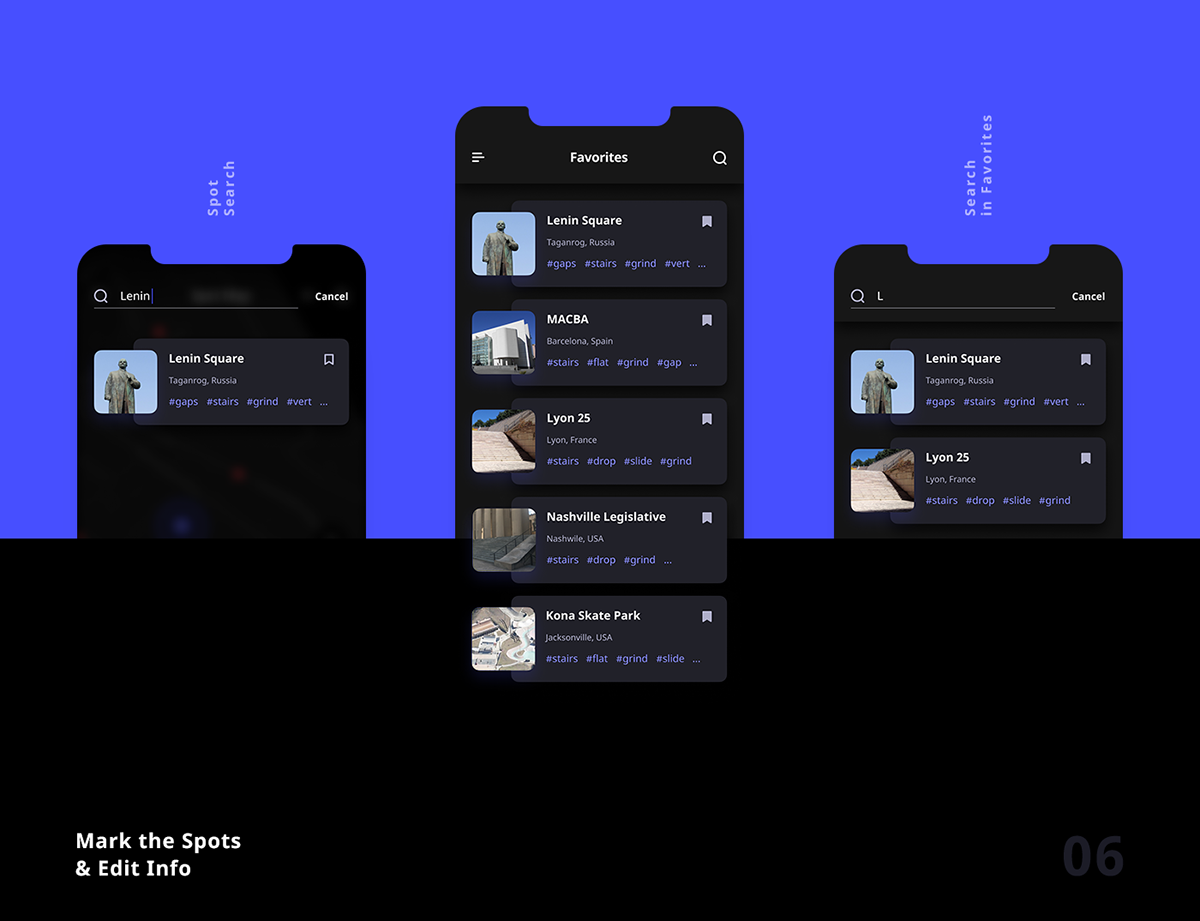 Spot
Search
Lenin
Cancel
Lenin Square
Taganrog, Russia
#gaps #stairs #grind #vert ...
Favorites
Lenin Square
Taganrog, Russia
#gaps #stairs #grind #vert ...
MACBA
Barcelona, Spain
#stairs #flat #grind #gap ...
Lyon 25
Lyon, France
#stairs #drop #slide #grind
Nashville Legislative
Nashwile, USA
#stairs #drop #grind ...
Kona Skate Park
Jacksonville, USA
#stairs #flat #grind #slide ...
Search
in Favorites
L
Cancel
Lenin Square
Taganrog, Russia
#gaps #stairs #grind #vert ...
Lyon 25
Lyon, France
#stairs #drop #slide #grind
Mark the Spots
& Edit Info
06